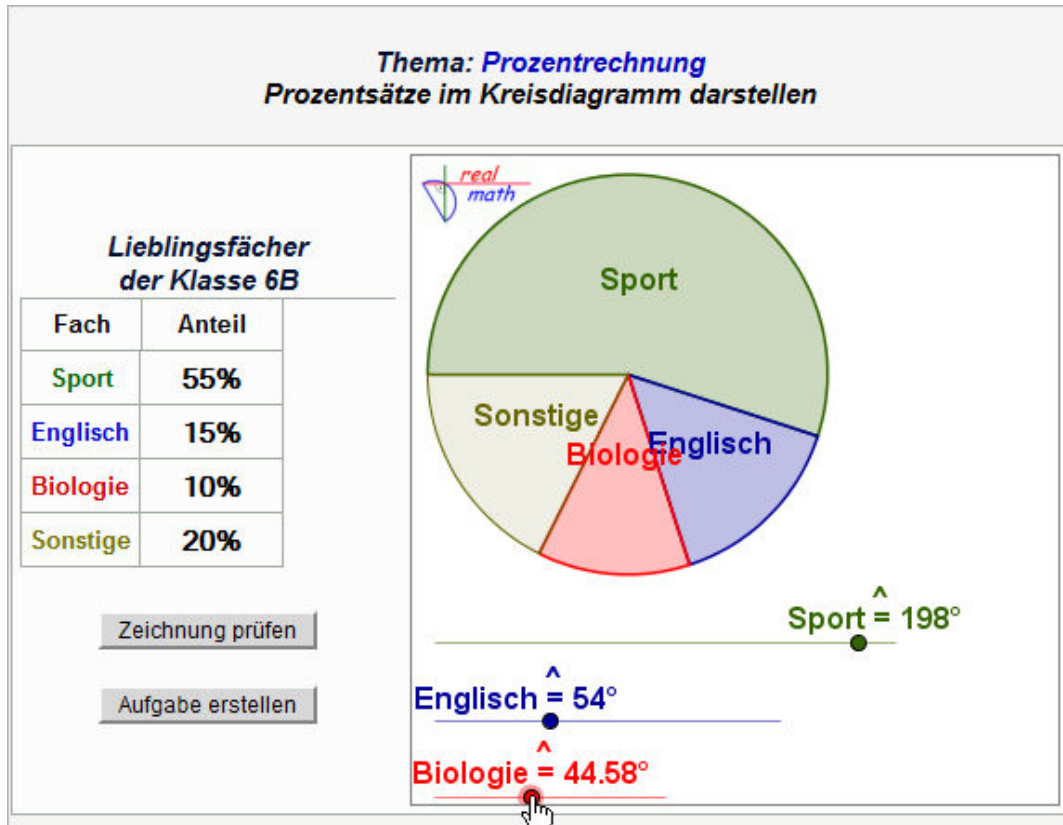 Thema: Prozentrechnung
Prozentsätze im Kreisdiagramm darstellen
real
math
Lieblingsfächer
der Klasse 6B
Fach Anteil
Sport 55%
Englisch 15%
Biologie 10%
Sonstige 20%
Zeichnung prüfen
Aufgabe erstellen
Sport
Sonstige
Englisch
Biologie
Sport ≙ 198°
Englisch ≙ 54°
Biologie ≙ 44.58°